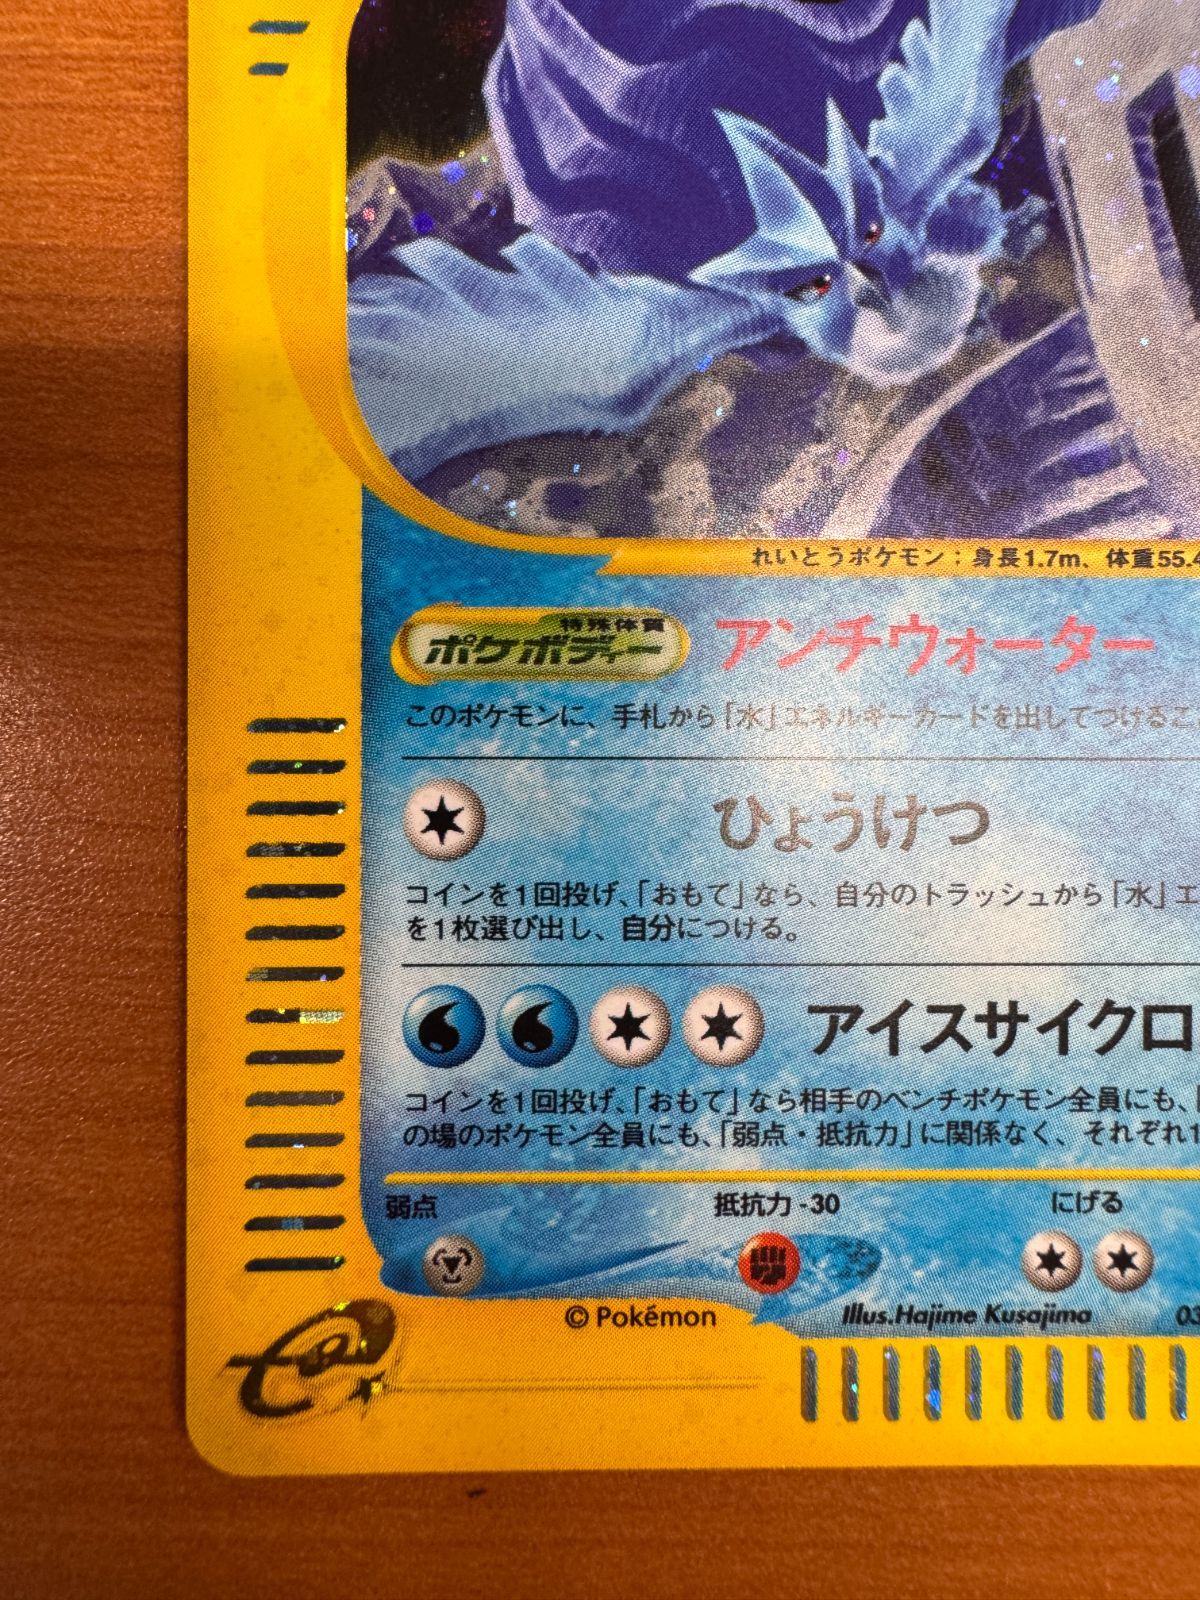 れいとうポケモン：身長1.7m、体重55.4
特殊体質
ポケボディー
アンチウォーター
このポケモンに、手札から「水」エネルギーカードを出してつけるこ
ひょうけつ
コインを1回投げ、「おもて」なら、自分のトラッシュから「水」エ
を1枚選び出し、自分につける。
アイスサイクロ
コインを1回投げ、「おもて」なら相手のベンチポケモン全員にも、
の場のポケモン全員にも、「弱点・抵抗力」に関係なく、それぞれ1
弱点 抵抗力 -30 にげる
© Pokémon Illus.Hajime Kusajima 03